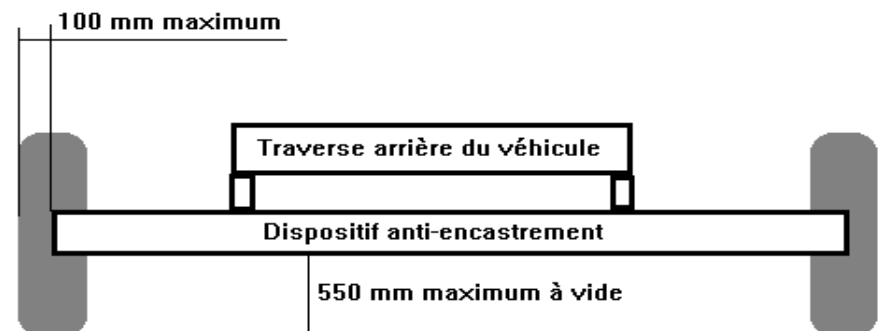 100 mm maximum
Traverse arrière du véhicule
Dispositif anti-encastrement
550 mm maximum à vide